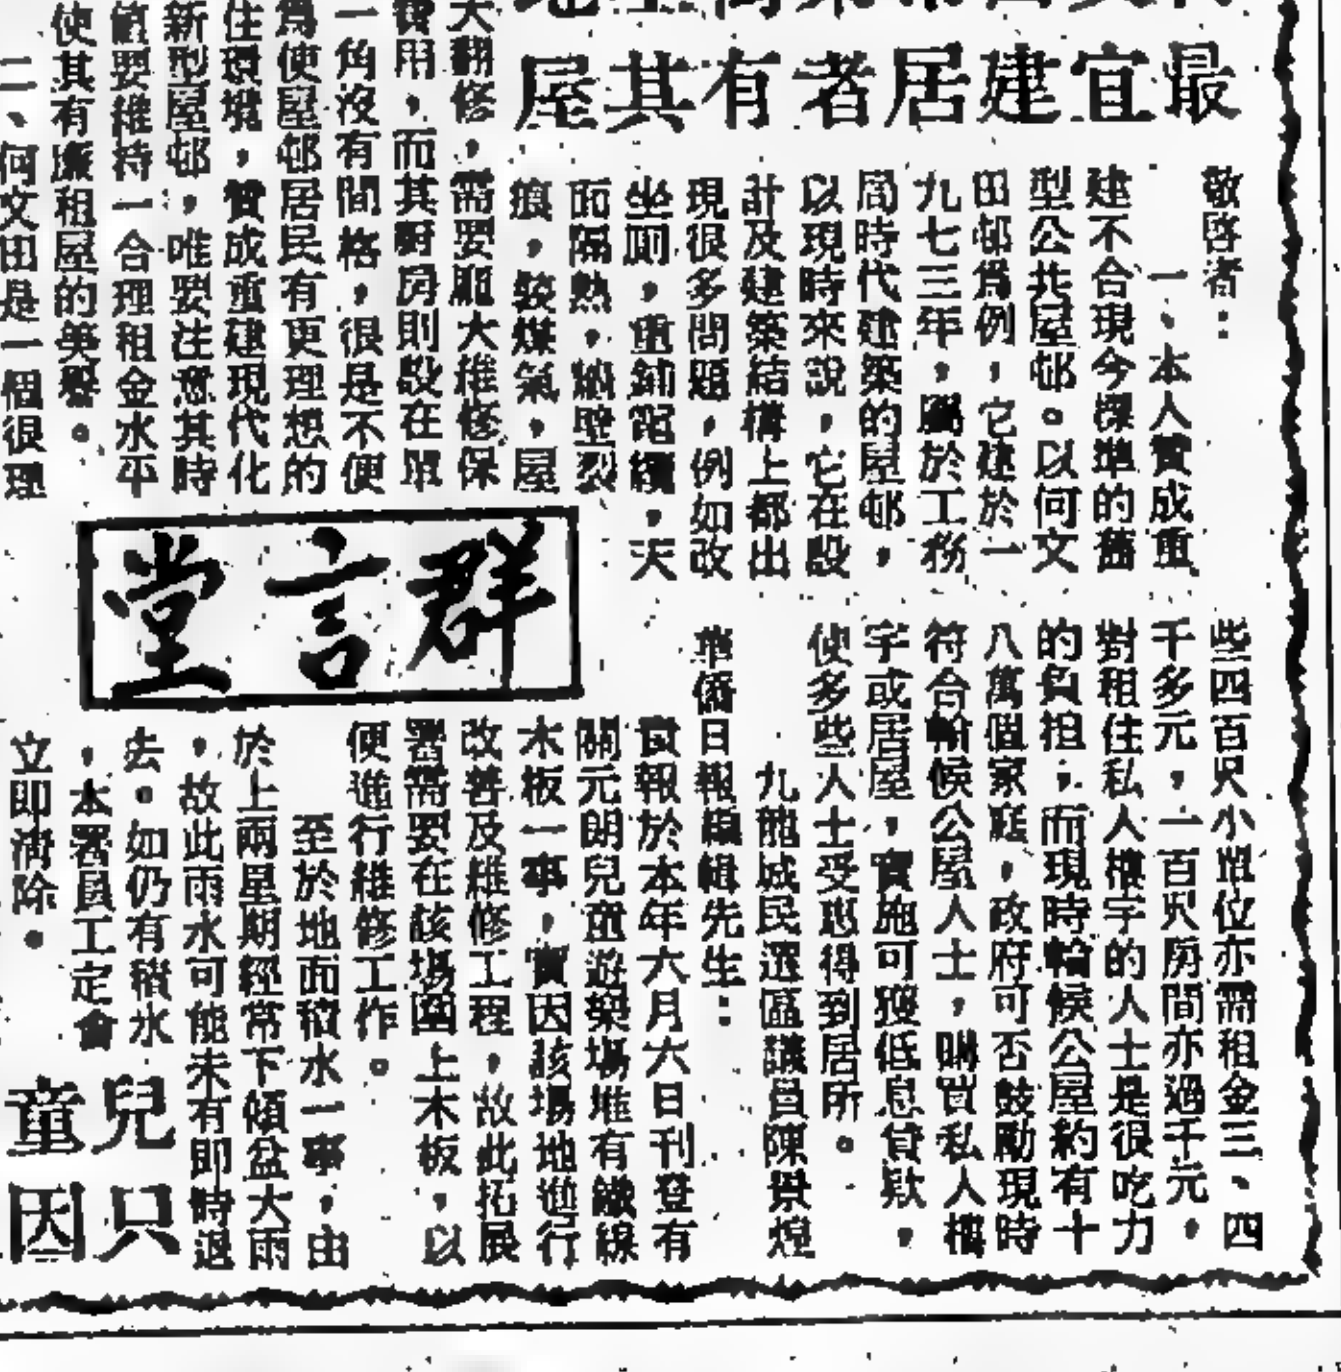 最宜建居者有其屋
敬啓者：
一、本人贊成重
建不合現今標準的舊
型公共屋邨。以何文
田邨爲例，它建於一
九七三年，屬於工務
局時代建築的屋邨，
以現時來說，它在設
計及建築結構上都出
現很多問題，例如改
坐厠，重鋪電纜，天
面隔熱，墻壁裂
痕，裝煤氣，屋
大翻修，需要龐大維修保
費用，而其廚房則設在單
一角沒有間格，很是不便
爲使屋邨居民有更理想的
住環境，贊成重建現代化
新型屋邨，唯要注意其時
值要維持一合理租金水平
使其有廉租屋的美譽。
二、何文田是一個很理
群言堂
些四百呎小單位亦需租金三、四
千多元，一百呎房間亦過千元，
對租住私人樓宇的人士是很吃力
的負担，而現時輪候公屋約有十
八萬個家庭，政府可否鼓勵現時
符合輪候公屋人士，購買私人樓
宇或居屋，實施可獲低息貸款，
使多些人士受惠得到居所。
九龍城民選區議員陳景煌
華僑日報編輯先生：
貴報於本年六月六日刊登有
關元朗兒童遊樂場堆有鐵線
木板一事，實因該場地進行
改善及維修工程，故此拓展
署需要在該場圍上木板，以
便進行維修工作。
至於地面積水一事，由
於上兩星期經常下傾盆大雨
，故此雨水可能未有即時退
去。如仍有積水
，本署員工定會
立即清除。
兒童
只因